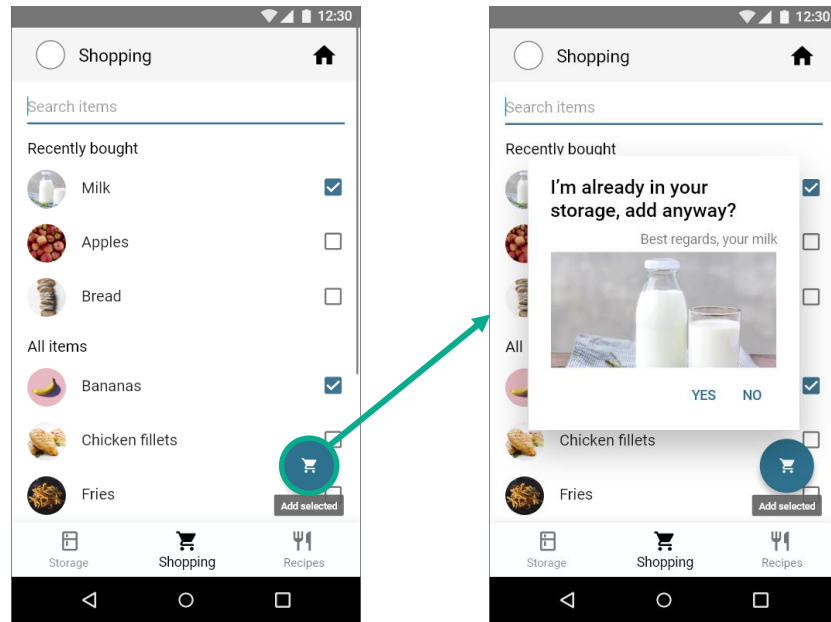 12:30
Shopping
Search items
Recently bought
Milk
Apples
Bread
All items
Bananas
Chicken fillets
Fries
Add selected
Storage
Shopping
Recipes
12:30
Shopping
Search items
Recently bought
I'm already in your
storage, add anyway?
Best regards, your milk
All
YES
NO
Chicken fillets
Fries
Add selected
Storage
Shopping
Recipes